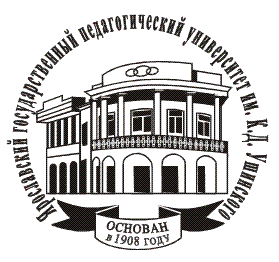 Ярославский государственный педагогический университет им. К.Д. Ушинского
ОСНОВАН
в 1908 году